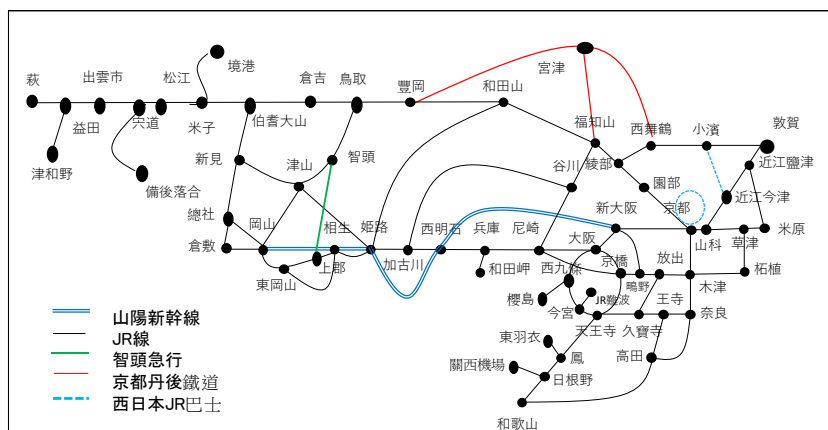 宮津
萩
出雲市
松江
境港
倉吉
鳥取
豐岡
和田山
益田
宍道
米子
伯耆大山
福知山
西舞鶴
小濱
敦賀
津和野
備後落合
新見
津山
智頭
谷川
綾部
園部
京都
近江鹽津
近江今津
總社
岡山
相生
姬路
西明石
兵庫
尼崎
新大阪
大阪
山科
草津
米原
倉敷
上郡
加古川
東岡山
和田岬
西九條
京橋
鴫野
放出
木津
柘植
櫻島
今宮
JR難波
天王寺
久寶寺
王寺
奈良
東羽衣
鳳
高田
關西機場
日根野
和歌山
山陽新幹線
JR線
智頭急行
京都丹後鐵道
西日本JR巴士